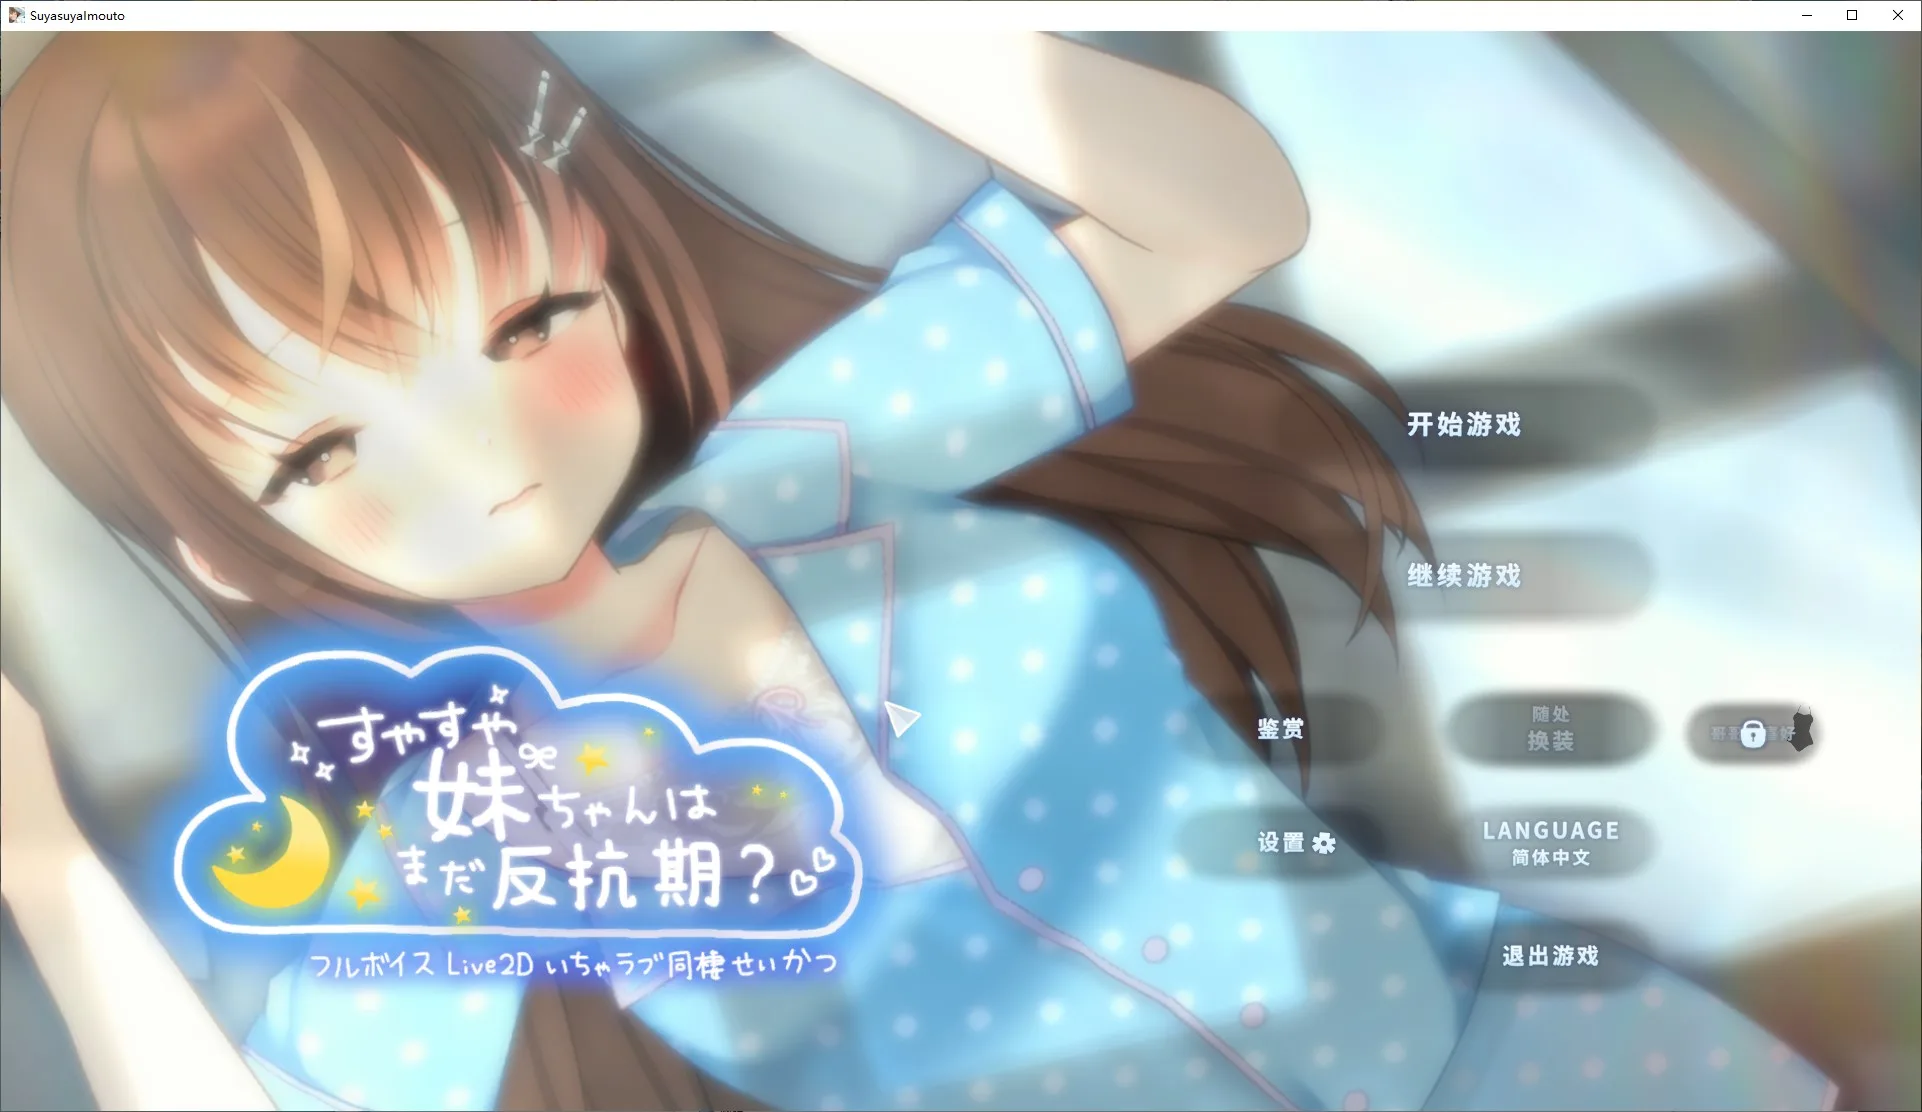 SuyasuyaImouto
すやすや
妹ちゃんは
まだ反抗期？
フルボイス Live2D いちゃラブ同棲せいかつ
开始游戏
继续游戏
鉴赏
随处
换装
设置
LANGUAGE
简体中文
退出游戏